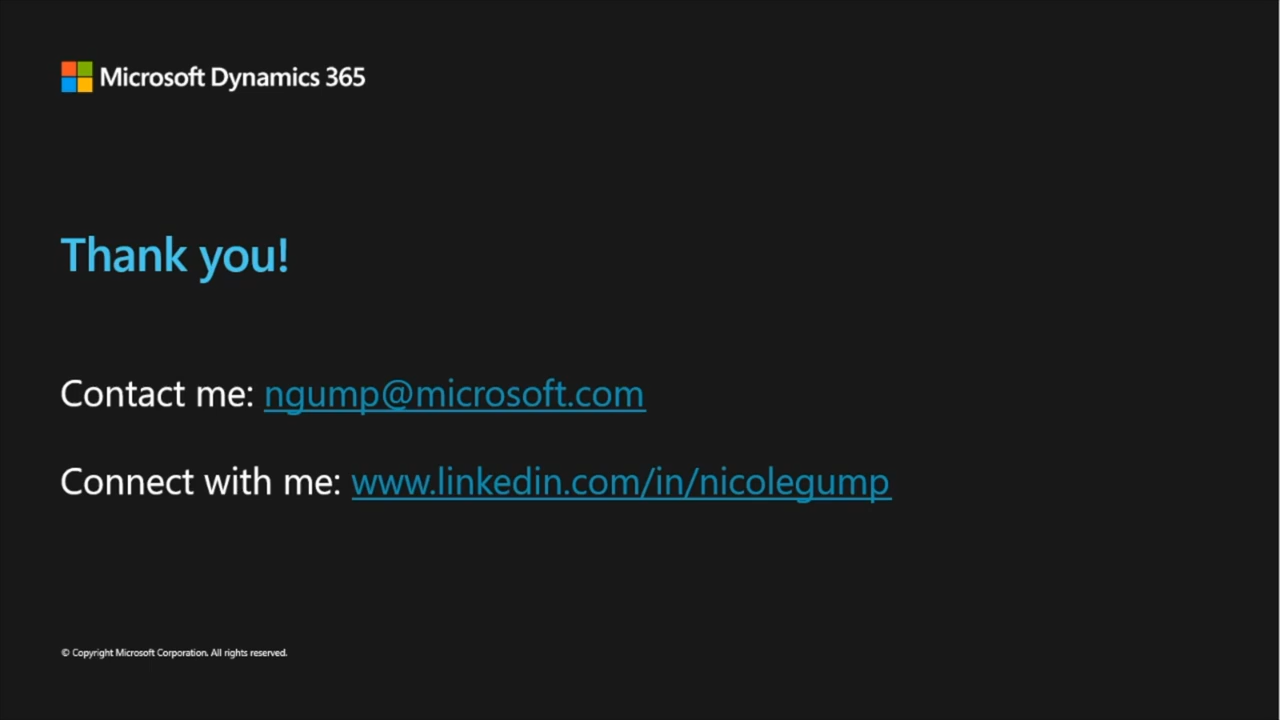 Microsoft Dynamics 365
Thank you!
Contact me: ngump@microsoft.com
Connect with me: www.linkedin.com/in/nicolegump
© Copyright Microsoft Corporation. All rights reserved.